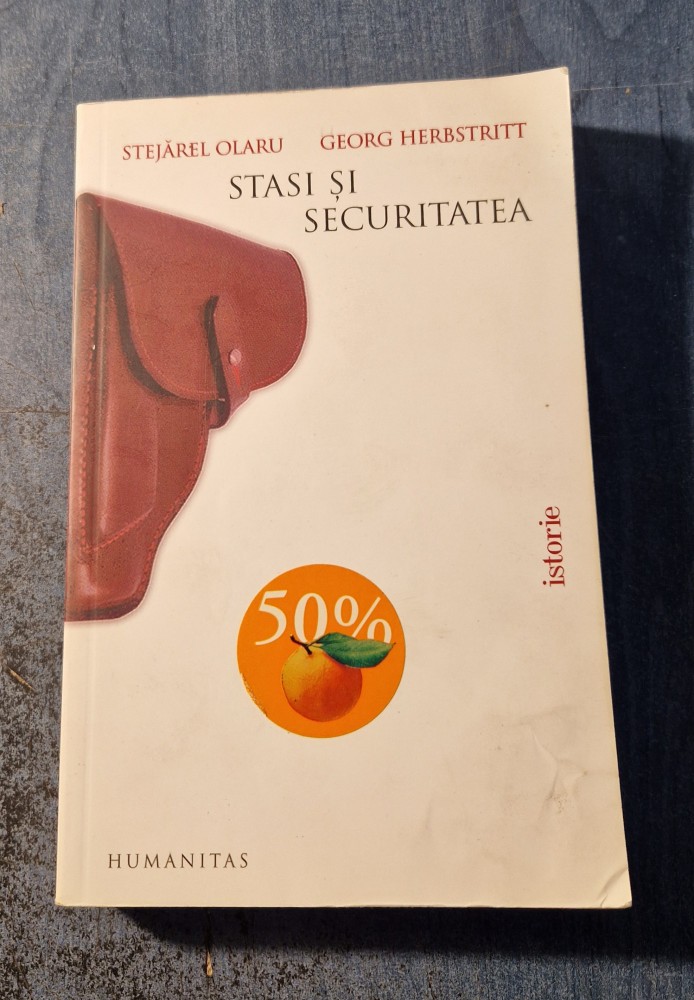 STEJĂREL OLARU GEORG HERBSTRITT
STASI ȘI
SECURITATEA
istorie
50%
HUMANITAS